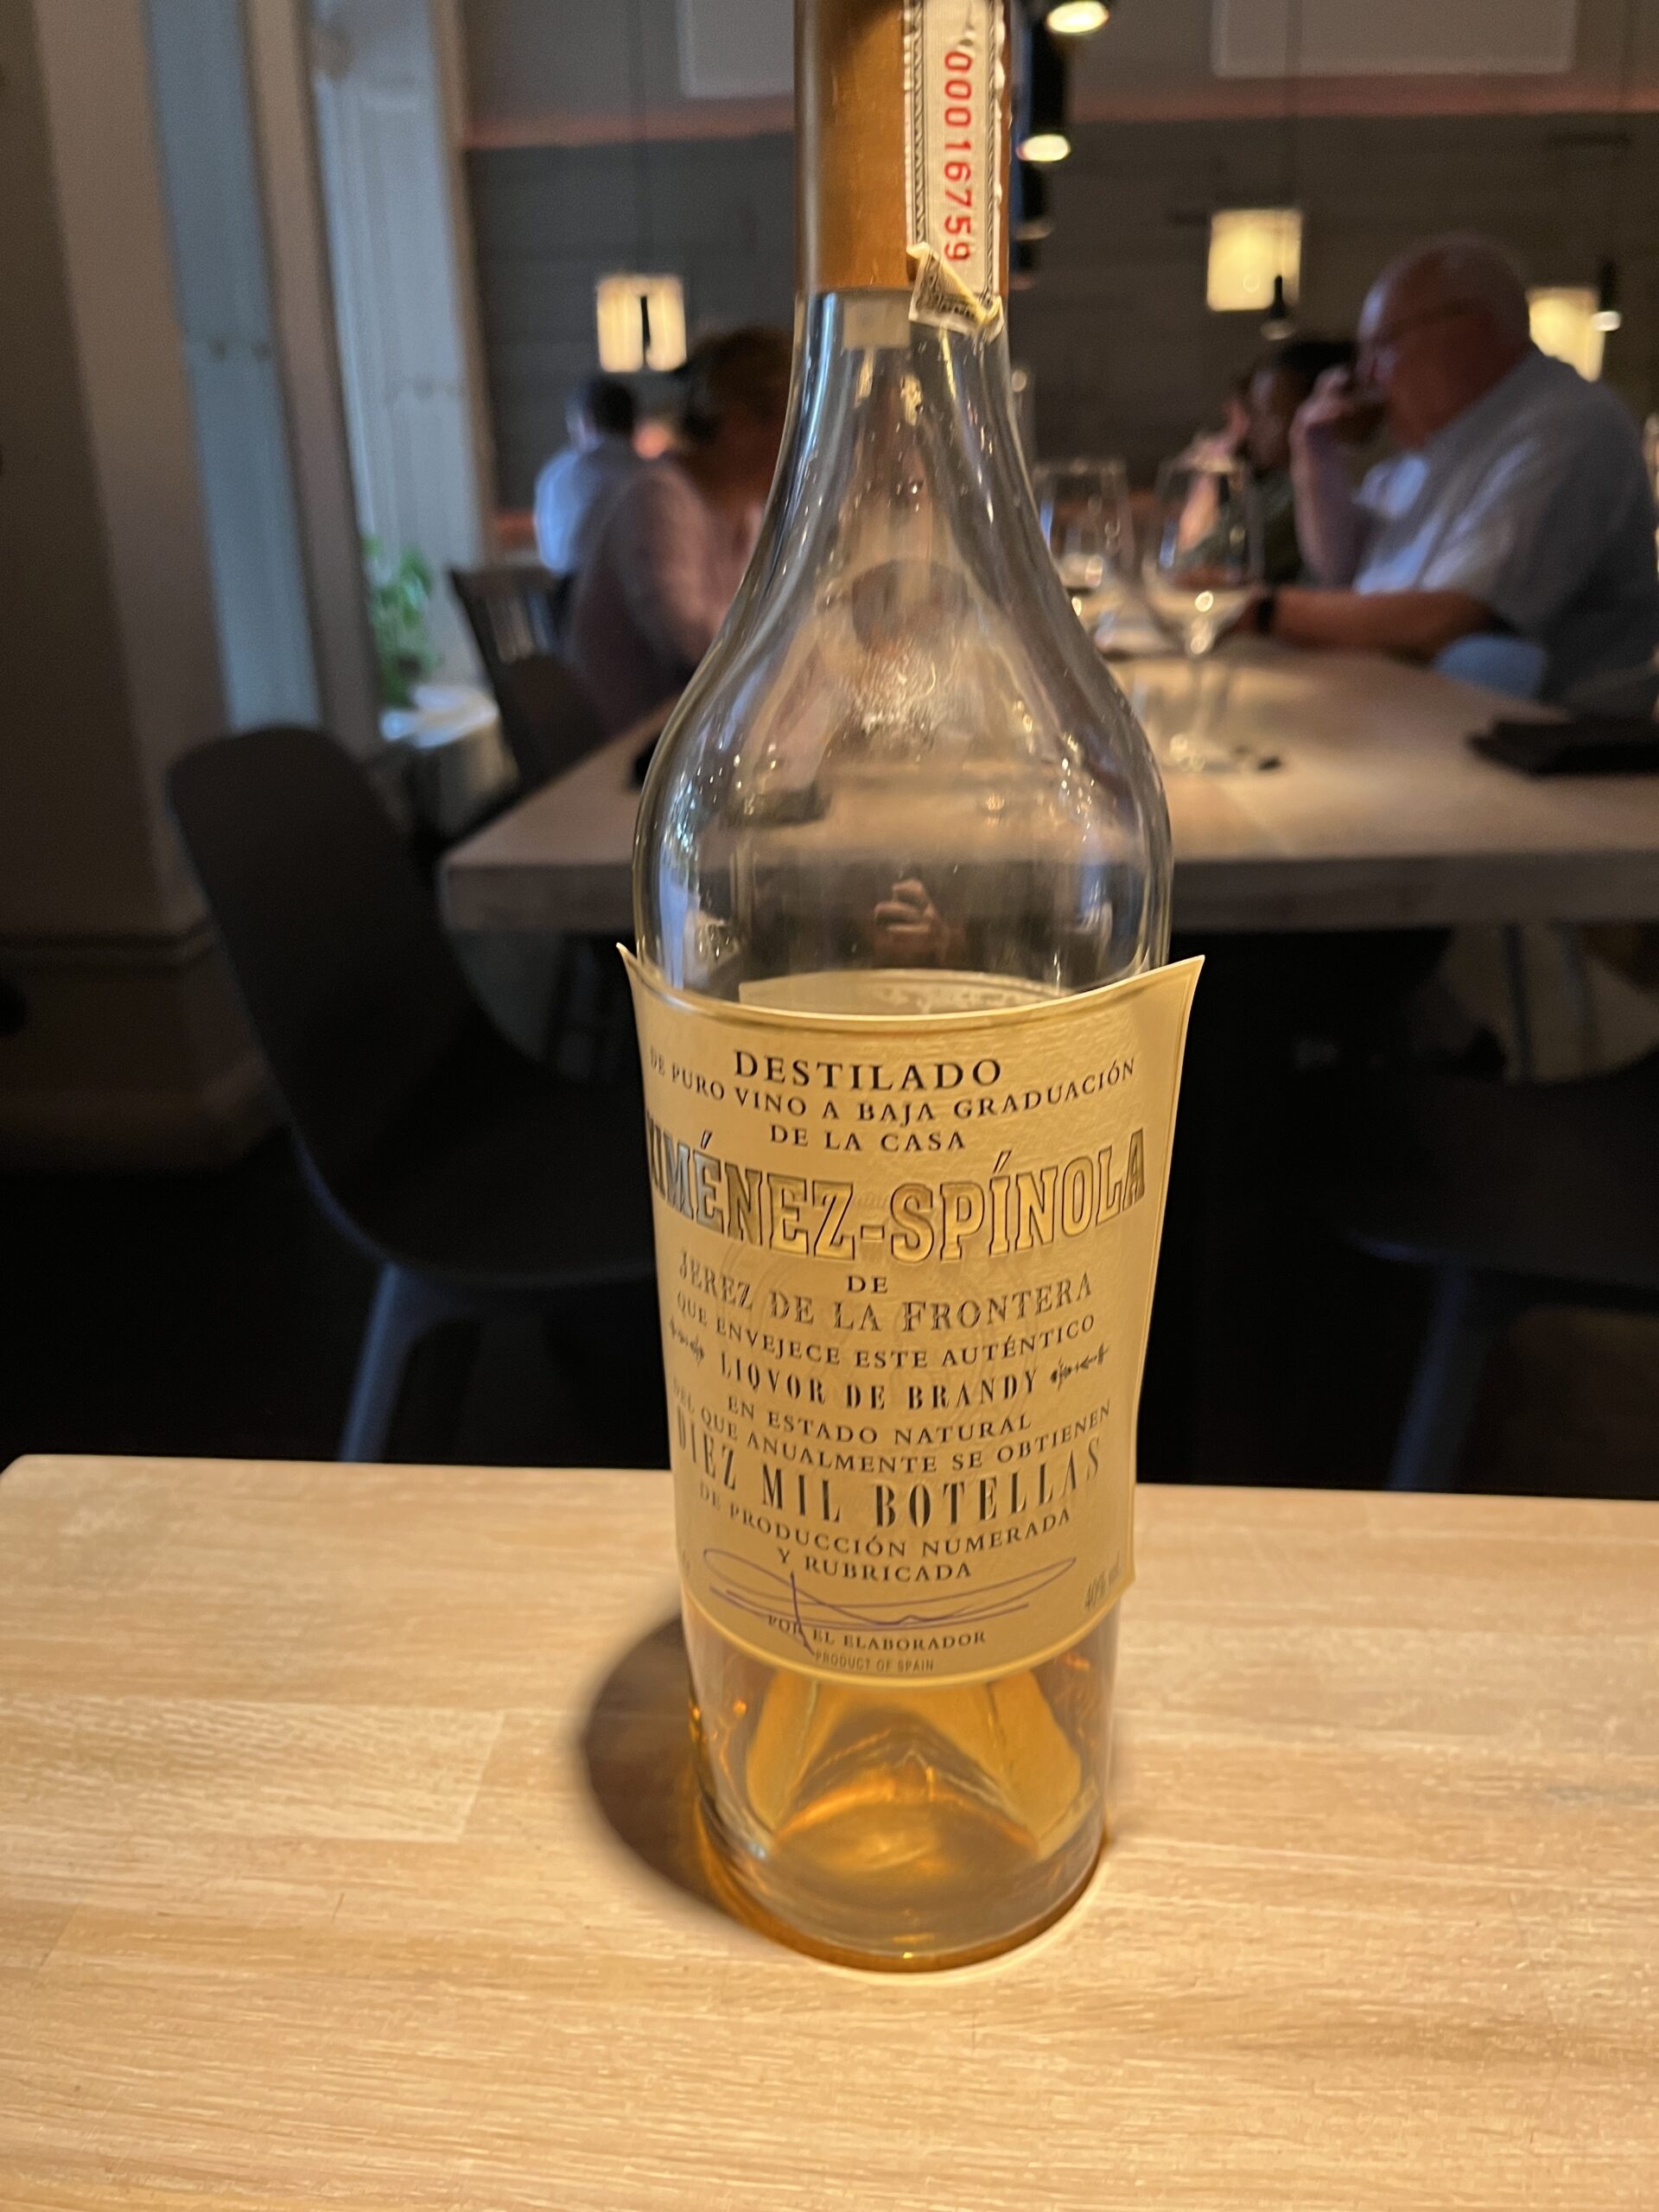 000016759
DESTILADO
DE PURO VINO A BAJA GRADUACIÓN
DE LA CASA
XIMÉNEZ-SPÍNOLA
DE
JEREZ DE LA FRONTERA
QUE ENVEJECE ESTE AUTÉNTICO
LIQVOR DE BRANDY
EN ESTADO NATURAL
DEL QUE ANUALMENTE SE OBTIENEN
DIEZ MIL BOTELLAS
DE PRODUCCIÓN NUMERADA
Y RUBRICADA
POR EL ELABORADOR
PRODUCT OF SPAIN